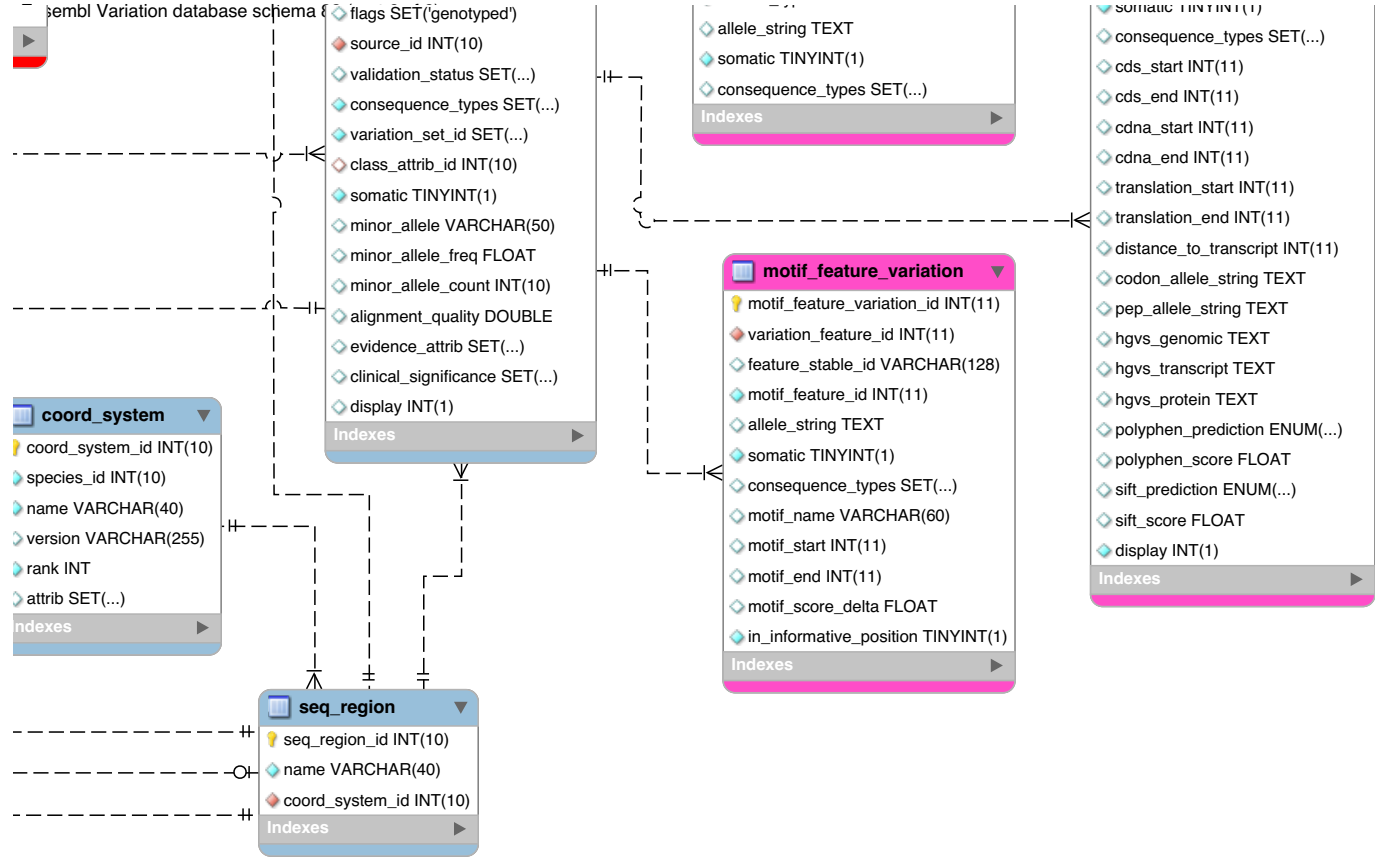 sembl Variation database schema
flags SET('genotyped')
source_id INT(10)
validation_status SET(...)
consequence_types SET(...)
variation_set_id SET(...)
class_attrib_id INT(10)
somatic TINYINT(1)
minor_allele VARCHAR(50)
minor_allele_freq FLOAT
minor_allele_count INT(10)
alignment_quality DOUBLE
evidence_attrib SET(...)
clinical_significance SET(...)
display INT(1)
Indexes
allele_string TEXT
somatic TINYINT(1)
consequence_types SET(...)
Indexes
somatic TINYINT(1)
consequence_types SET(...)
cds_start INT(11)
cds_end INT(11)
cdna_start INT(11)
cdna_end INT(11)
translation_start INT(11)
translation_end INT(11)
distance_to_transcript INT(11)
codon_allele_string TEXT
pep_allele_string TEXT
hgvs_genomic TEXT
hgvs_transcript TEXT
hgvs_protein TEXT
polyphen_prediction ENUM(...)
polyphen_score FLOAT
sift_prediction ENUM(...)
sift_score FLOAT
display INT(1)
Indexes
motif_feature_variation
motif_feature_variation_id INT(11)
variation_feature_id INT(11)
feature_stable_id VARCHAR(128)
motif_feature_id INT(11)
allele_string TEXT
somatic TINYINT(1)
consequence_types SET(...)
motif_name VARCHAR(60)
motif_start INT(11)
motif_end INT(11)
motif_score_delta FLOAT
in_informative_position TINYINT(1)
Indexes
coord_system
coord_system_id INT(10)
species_id INT(10)
name VARCHAR(40)
version VARCHAR(255)
rank INT
attrib SET(...)
ndexes
seq_region
seq_region_id INT(10)
name VARCHAR(40)
coord_system_id INT(10)
Indexes